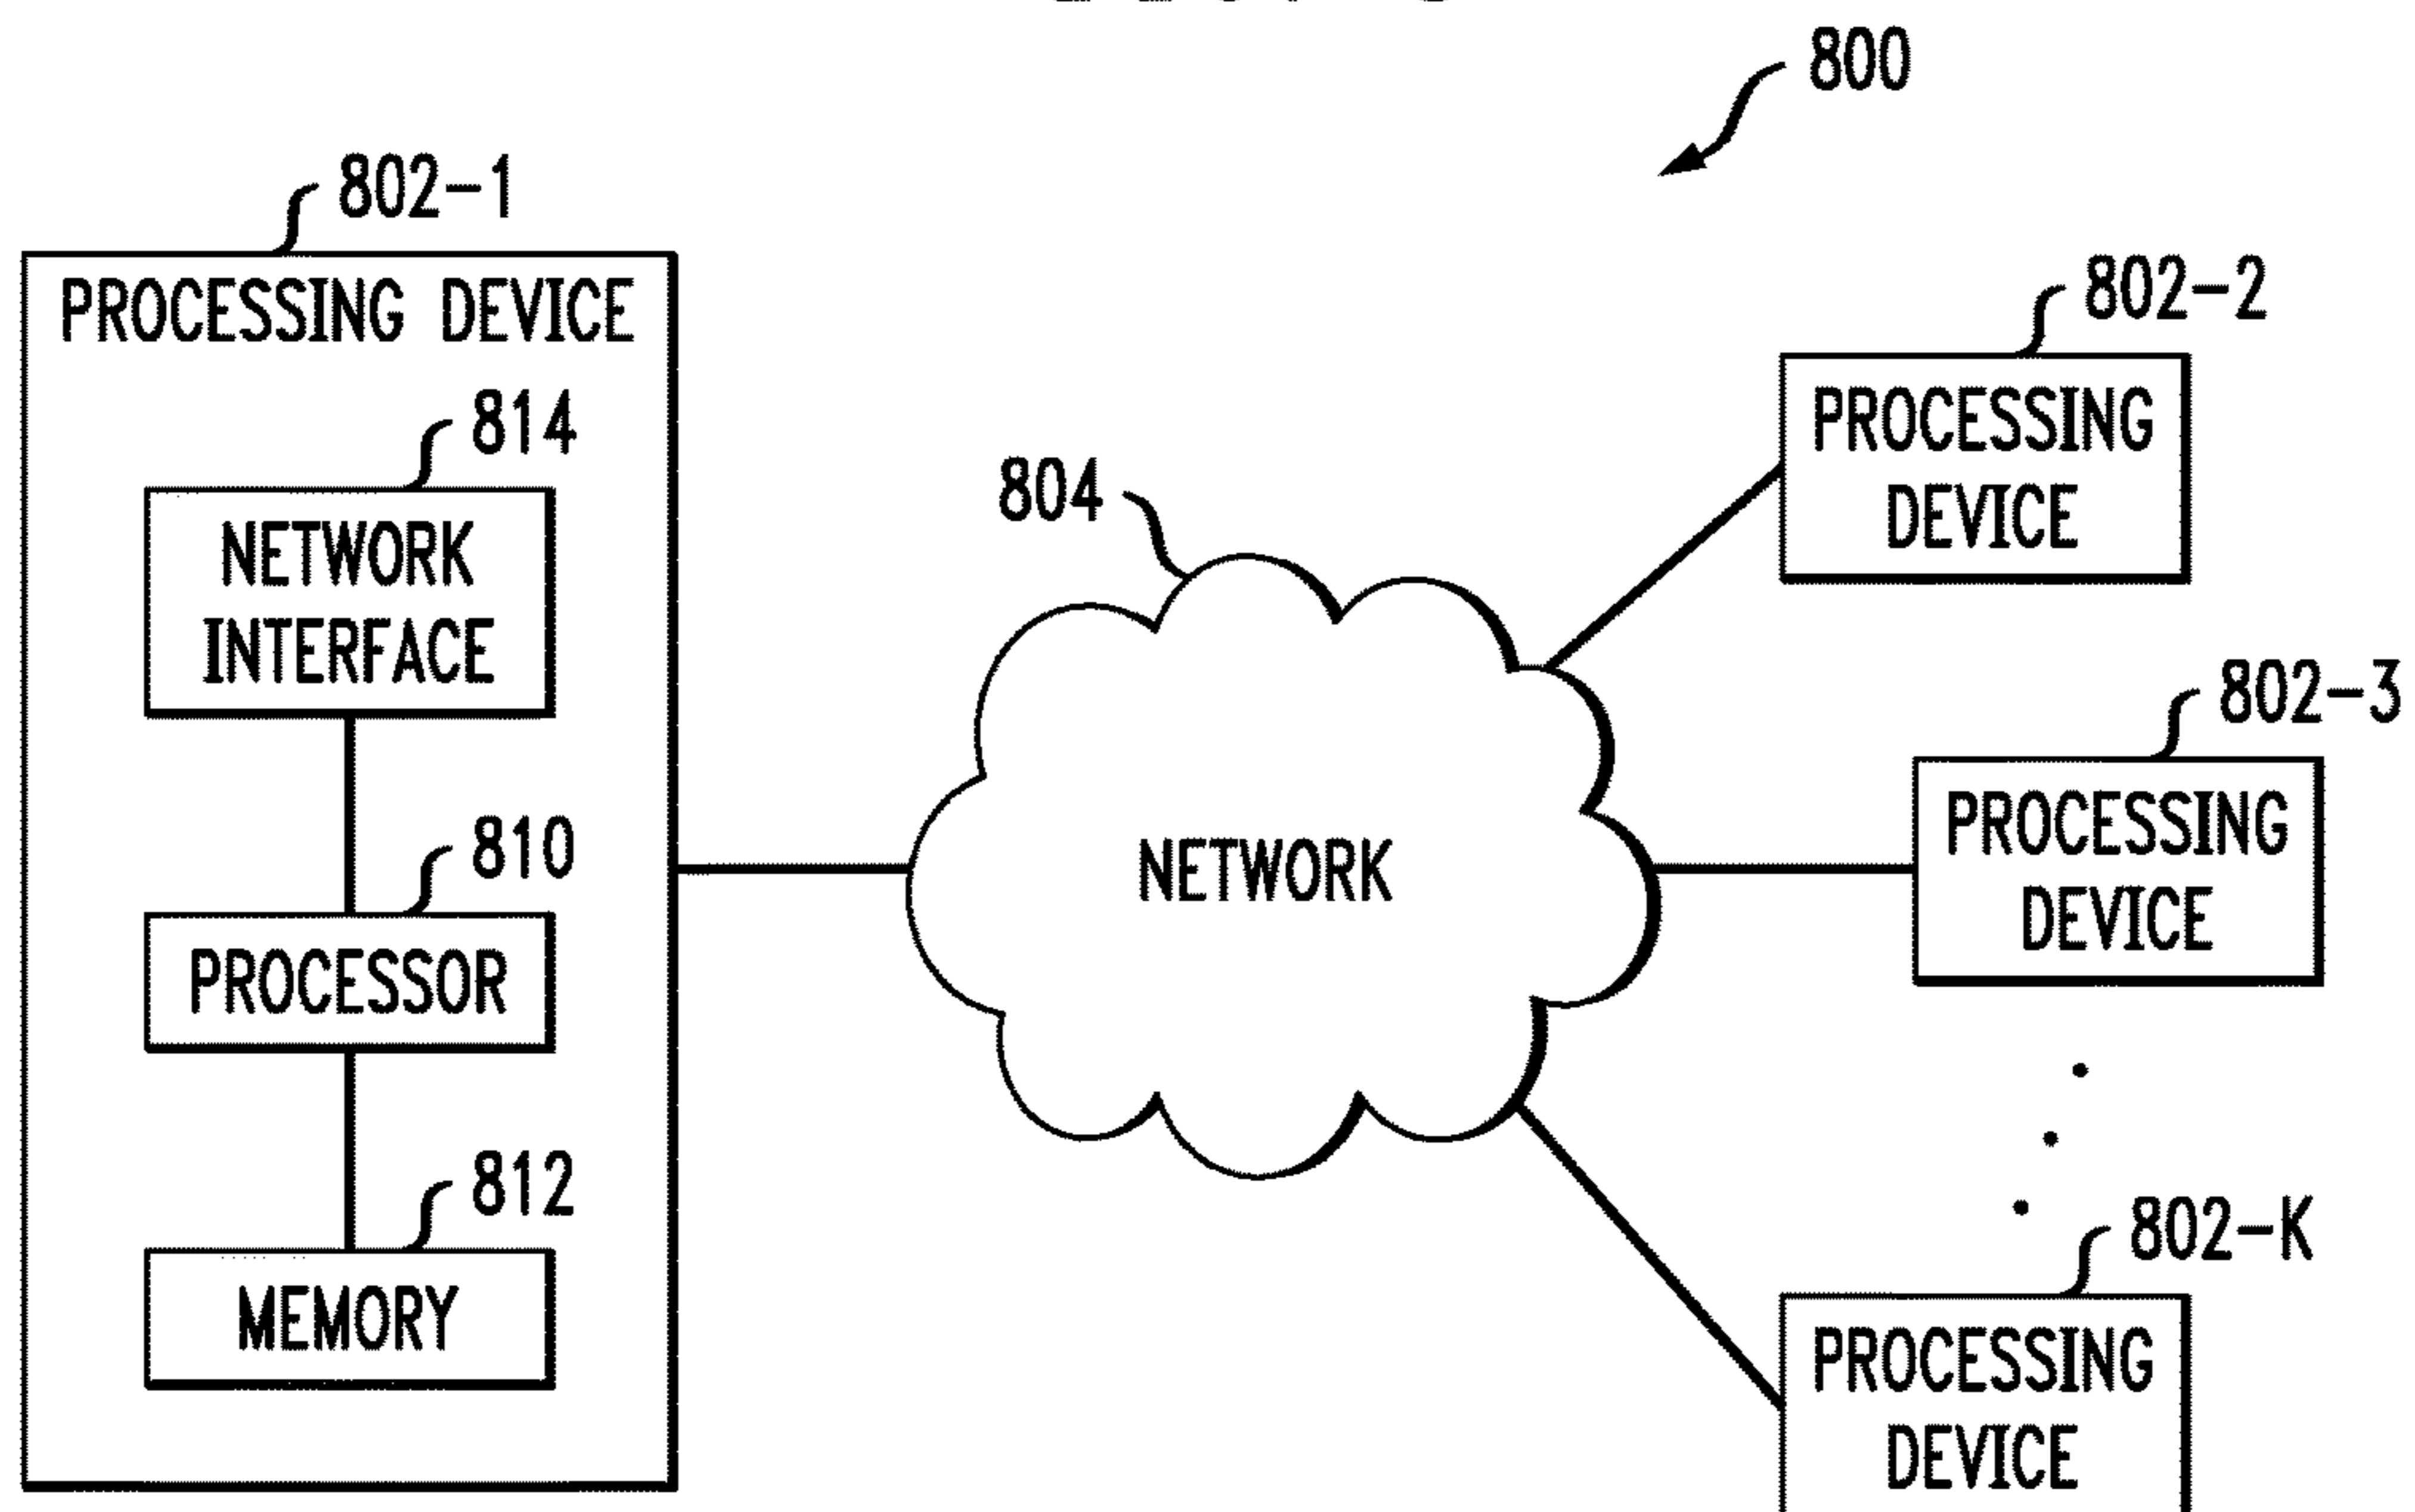 800
802-1
PROCESSING DEVICE
814
NETWORK
INTERFACE
810
PROCESSOR
812
MEMORY
804
NETWORK
802-2
PROCESSING
DEVICE
802-3
PROCESSING
DEVICE
802-K
PROCESSING
DEVICE